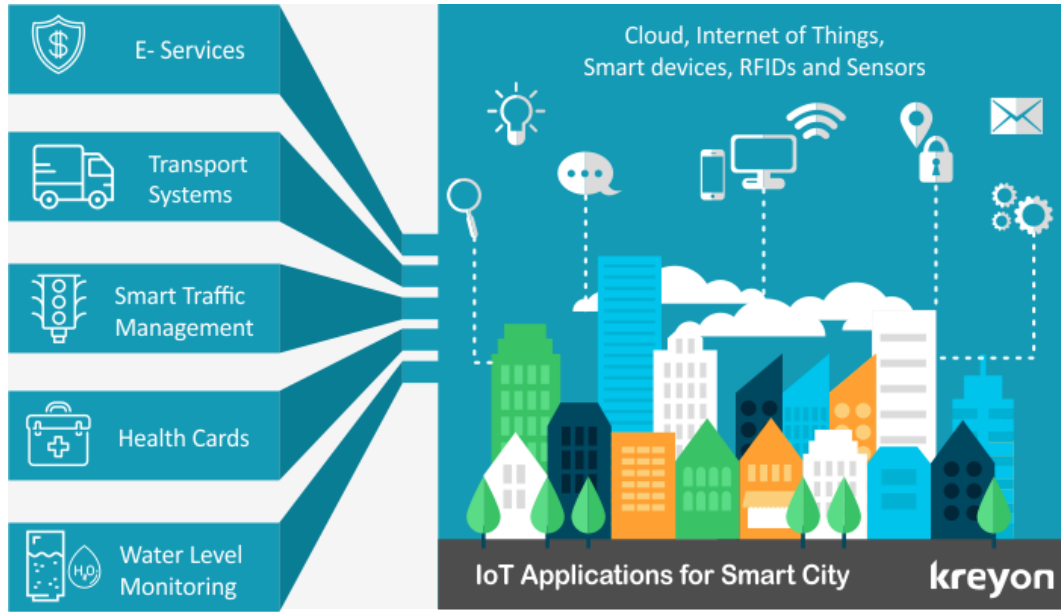 E- Services
Transport
Systems
Smart Traffic
Management
Health Cards
Water Level
Monitoring
H₂O
$
Cloud, Internet of Things,
Smart devices, RFIDs and Sensors
IoT Applications for Smart City
kreyon